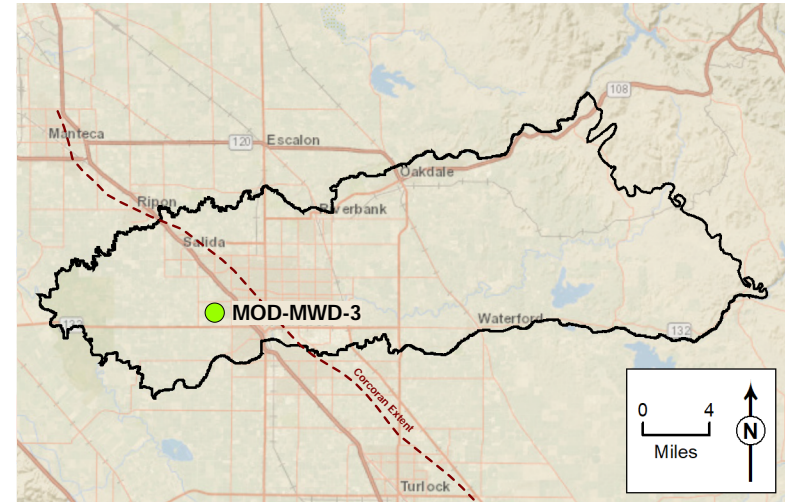 108
Manteca
120
Escalon
Oakdale
Ripon
Riverbank
Salida
MOD-MWD-3
132
Waterford
132
Corcoran Extent
0 4
Miles
N
Turlock